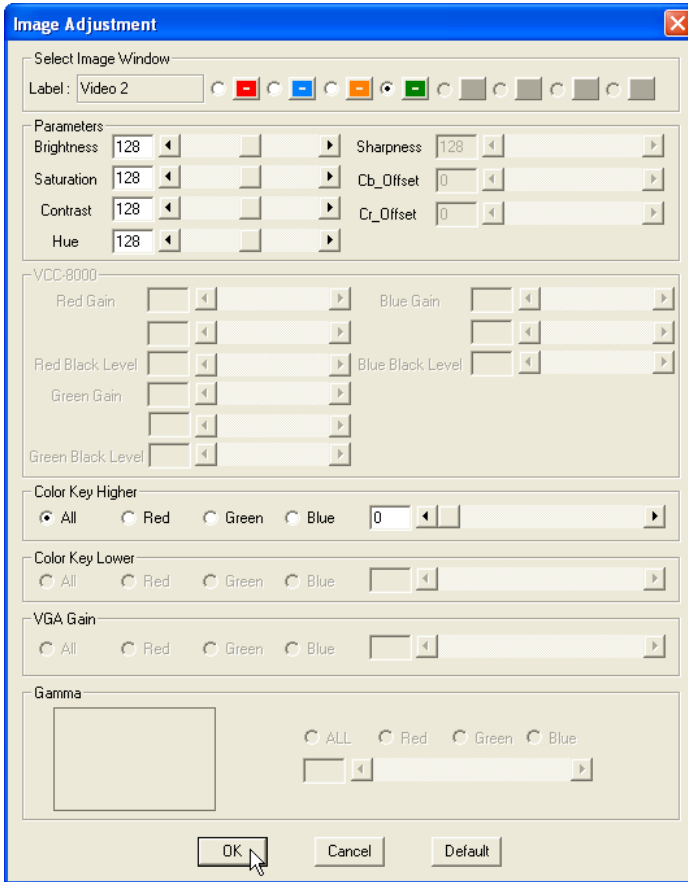 Image Adjustment
Select Image Window
Label : Video 2
Parameters
Brightness 128 Sharpness 128
Saturation 128 Cb_Offset 0
Contrast 128 Cr_Offset 0
Hue 128
VCC-8000
Red Gain Blue Gain
Red Black Level Blue Black Level
Green Gain
Green Black Level
Color Key Higher
All Red Green Blue 0
Color Key Lower
All Red Green Blue
VGA Gain
All Red Green Blue
Gamma
ALL Red Green Blue
OK Cancel Default